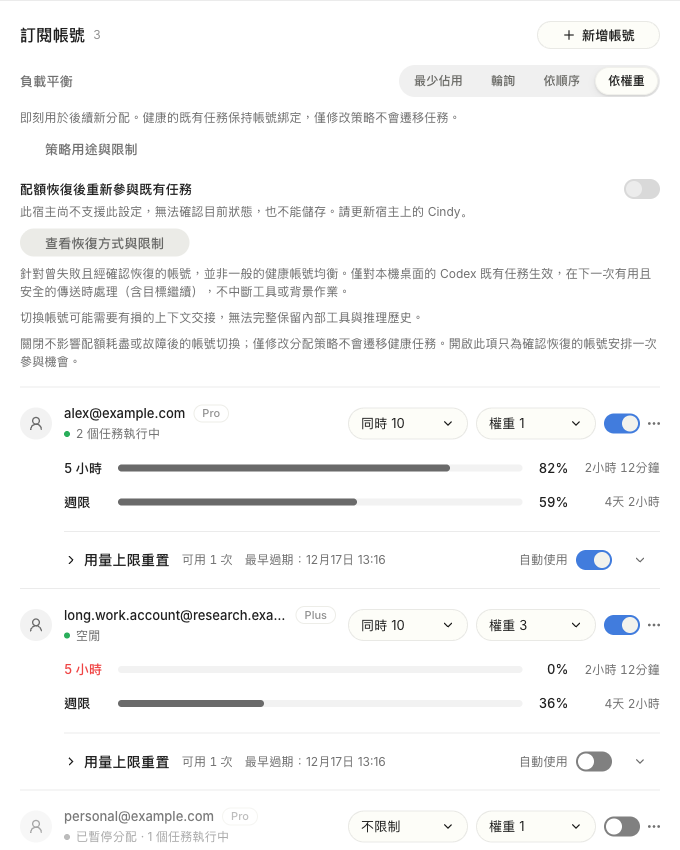 訂閱帳號 3
+ 新增帳號
負載平衡
最少佔用 輪詢 依順序 依權重
即刻用於後續新分配。健康的既有任務保持帳號綁定，僅修改策略不會遷移任務。
策略用途與限制
配額恢復後重新參與既有任務
此宿主尚不支援此設定，無法確認目前狀態，也不能儲存。請更新宿主上的 Cindy。
查看恢復方式與限制
針對曾失敗且經確認恢復的帳號，並非一般的健康帳號均衡。僅對本機桌面的 Codex 既有任務生效，在下一次有用且
安全的傳送時處理（含目標繼續），不中斷工具或背景作業。
切換帳號可能需要有損的上下文交接，無法完整保留內部工具與推理歷史。
關閉不影響配額耗盡或故障後的帳號切換；僅修改分配策略不會遷移健康任務。開啟此項只為確認恢復的帳號安排一次
參與機會。
alex@example.com Pro
2 個任務執行中
同時 10 權重 1
5 小時 82% 2小時 12分鐘
週限 59% 4天 2小時
用量上限重置 可用 1 次 最早過期：12月17日 13:16 自動使用
long.work.account@research.exa... Plus
空閒
同時 10 權重 3
5 小時 0% 2小時 12分鐘
週限 36% 4天 2小時
用量上限重置 可用 1 次 最早過期：12月17日 13:16 自動使用
personal@example.com Pro
已暫停分配 · 1 個任務執行中
不限制 權重 1